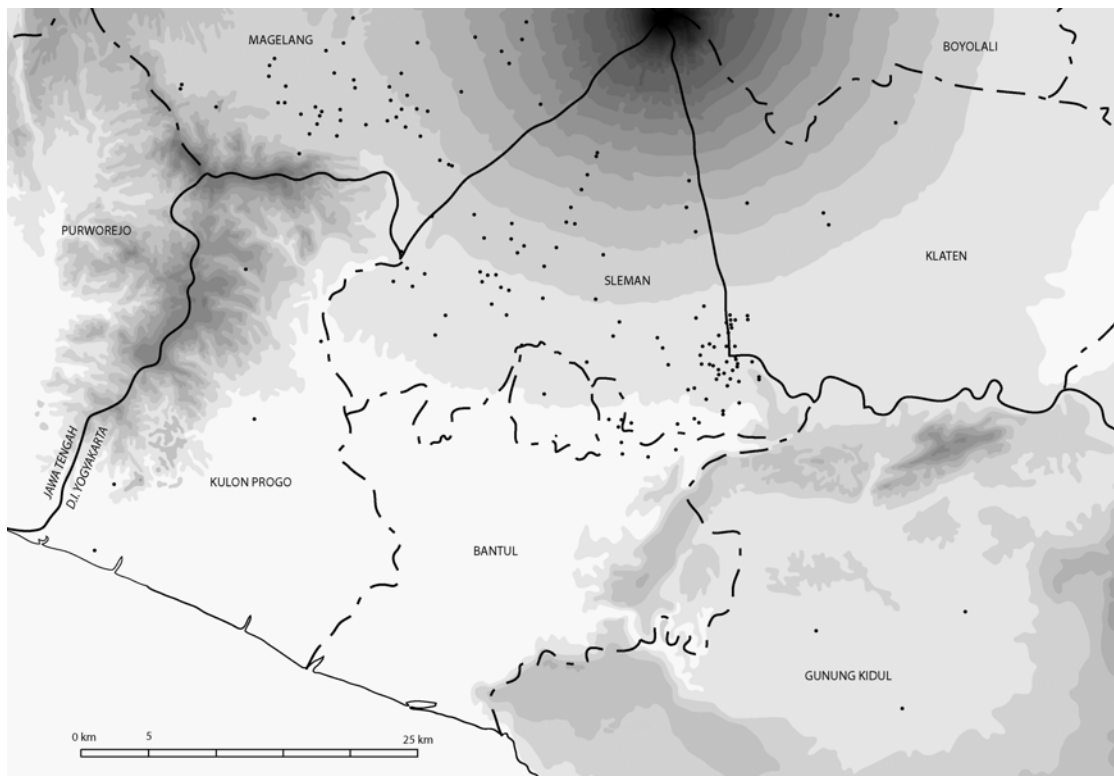 MAGELANG
BOYOLALI
PURWOREJO
KLATEN
SLEMAN
JAWA TENGAH
D.I. YOGYAKARTA
KULON PROGO
BANTUL
GUNUNG KIDUL
0 km 5 25 km